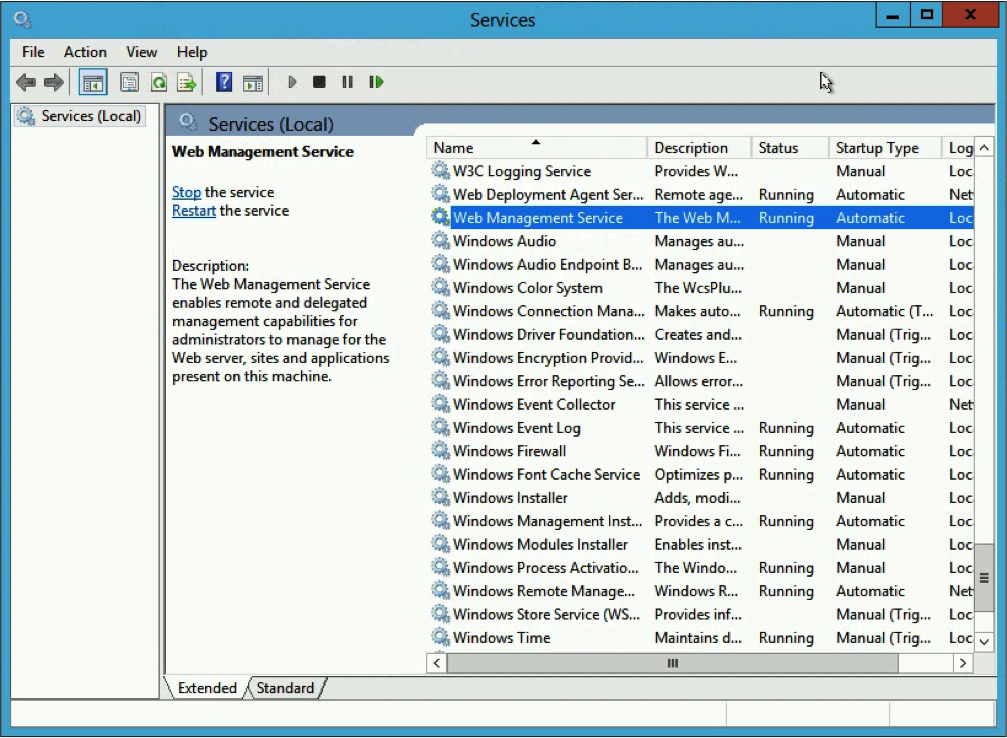 Services
File Action View Help
Services (Local)
Services (Local)
Web Management Service
Stop the service
Restart the service
Description:
The Web Management Service
enables remote and delegated
management capabilities for
administrators to manage for the
Web server, sites and applications
present on this machine.
Name Description Status Startup Type Log
W3C Logging Service Provides W... Manual Loc
Web Deployment Agent Ser... Remote age... Running Automatic Net
Web Management Service The Web M... Running Automatic Loc
Windows Audio Manages au... Manual Loc
Windows Audio Endpoint B... Manages au... Manual Loc
Windows Color System The WcsPlu... Manual Loc
Windows Connection Mana... Makes auto... Running Automatic (T... Loc
Windows Driver Foundation... Creates and... Manual (Trig... Loc
Windows Encryption Provid... Windows E... Manual (Trig... Loc
Windows Error Reporting Se... Allows error... Manual (Trig... Loc
Windows Event Collector This service ... Manual Net
Windows Event Log This service ... Running Automatic Loc
Windows Firewall Windows Fi... Running Automatic Loc
Windows Font Cache Service Optimizes p... Running Automatic Loc
Windows Installer Adds, modi... Manual Loc
Windows Management Inst... Provides a c... Running Automatic Loc
Windows Modules Installer Enables inst... Manual Loc
Windows Process Activatio... The Windo... Running Manual Loc
Windows Remote Manage... Windows R... Running Automatic Net
Windows Store Service (WS... Provides inf... Manual (Trig... Loc
Windows Time Maintains d... Running Manual (Trig... Loc
Extended Standard